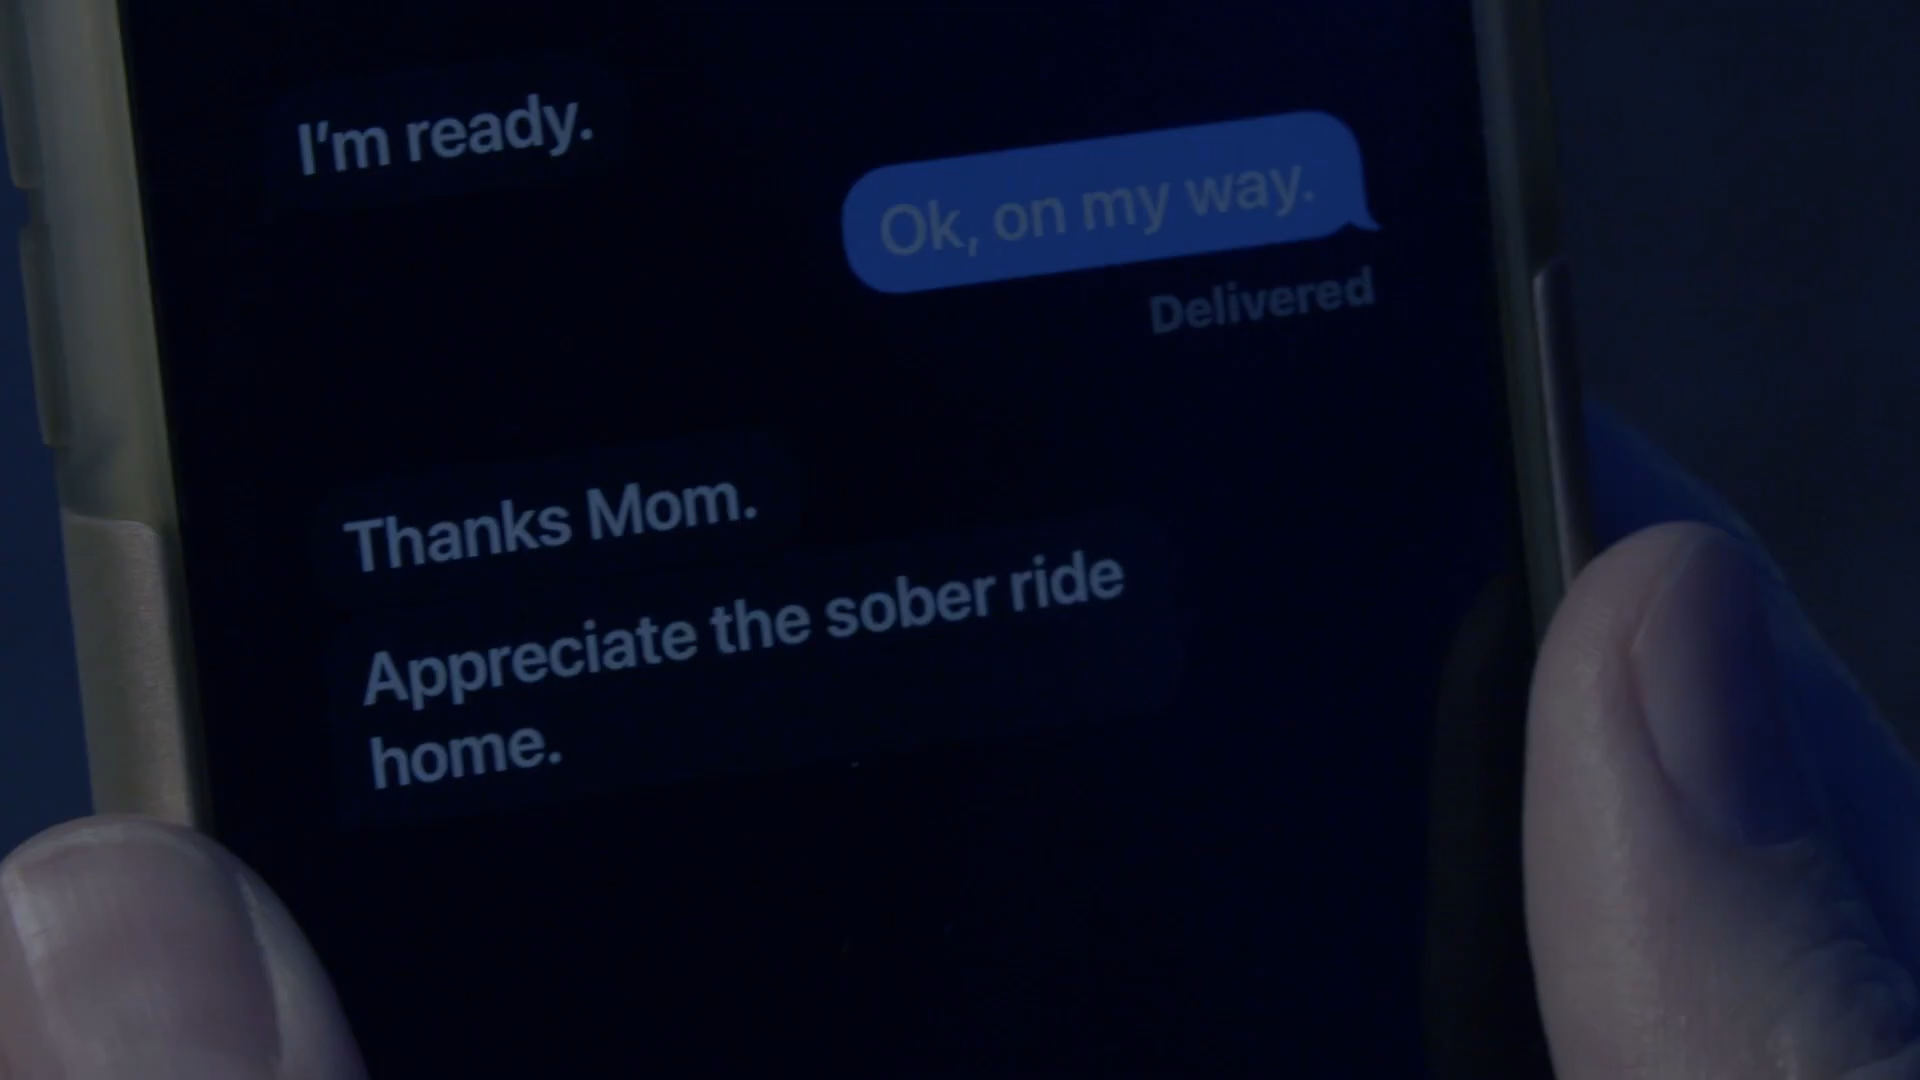 I'm ready.
Ok, on my way.
Delivered
Thanks Mom.
Appreciate the sober ride
home.